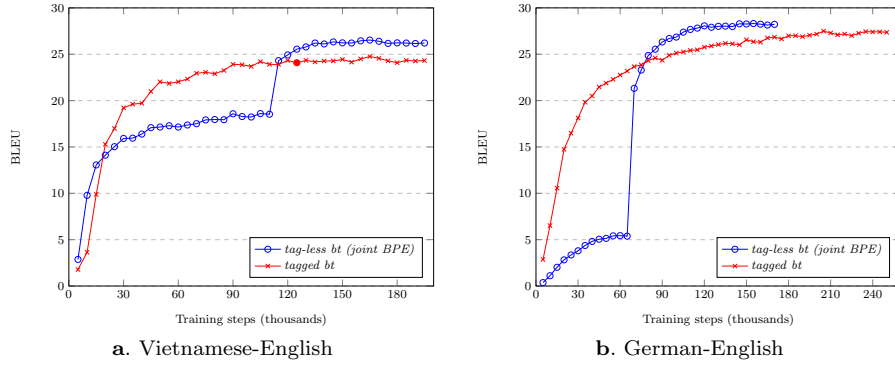 30
25
20
15
10
5
0
BLEU
0 30 60 90 120 150 180
Training steps (thousands)
tag-less bt (joint BPE)
tagged bt
a. Vietnamese-English
30
25
20
15
10
5
0
BLEU
0 30 60 90 120 150 180 210 240
Training steps (thousands)
tag-less bt (joint BPE)
tagged bt
b. German-English